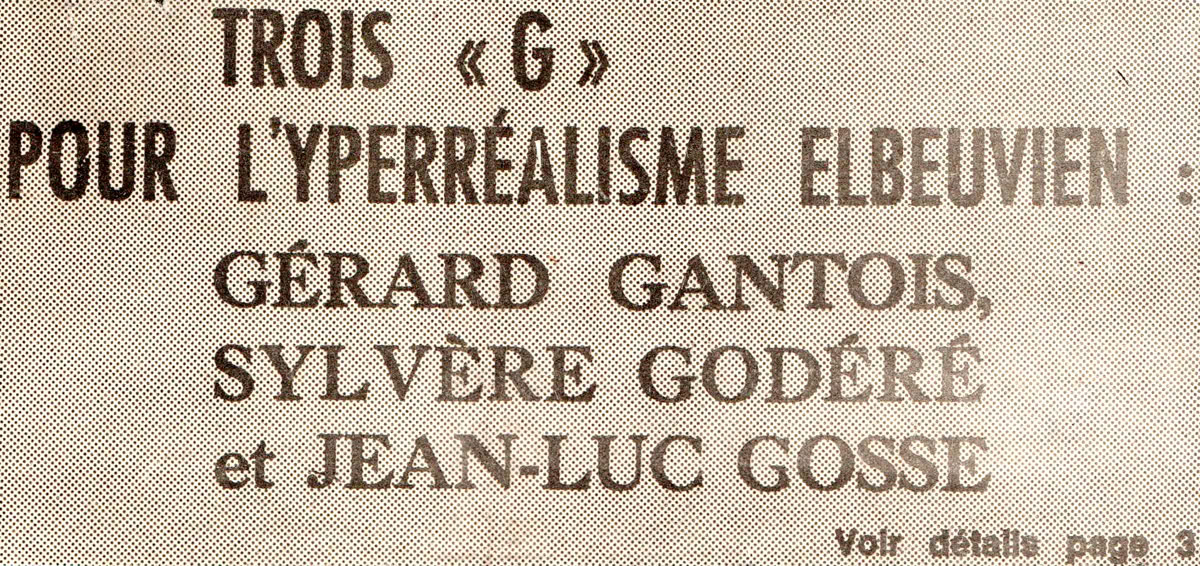 TROIS « G »
POUR L'YPERRÉALISME ELBEUVIEN :
GÉRARD GANTOIS,
SYLVÈRE GODÉRÉ
et JEAN-LUC GOSSE
Voir détails page 3